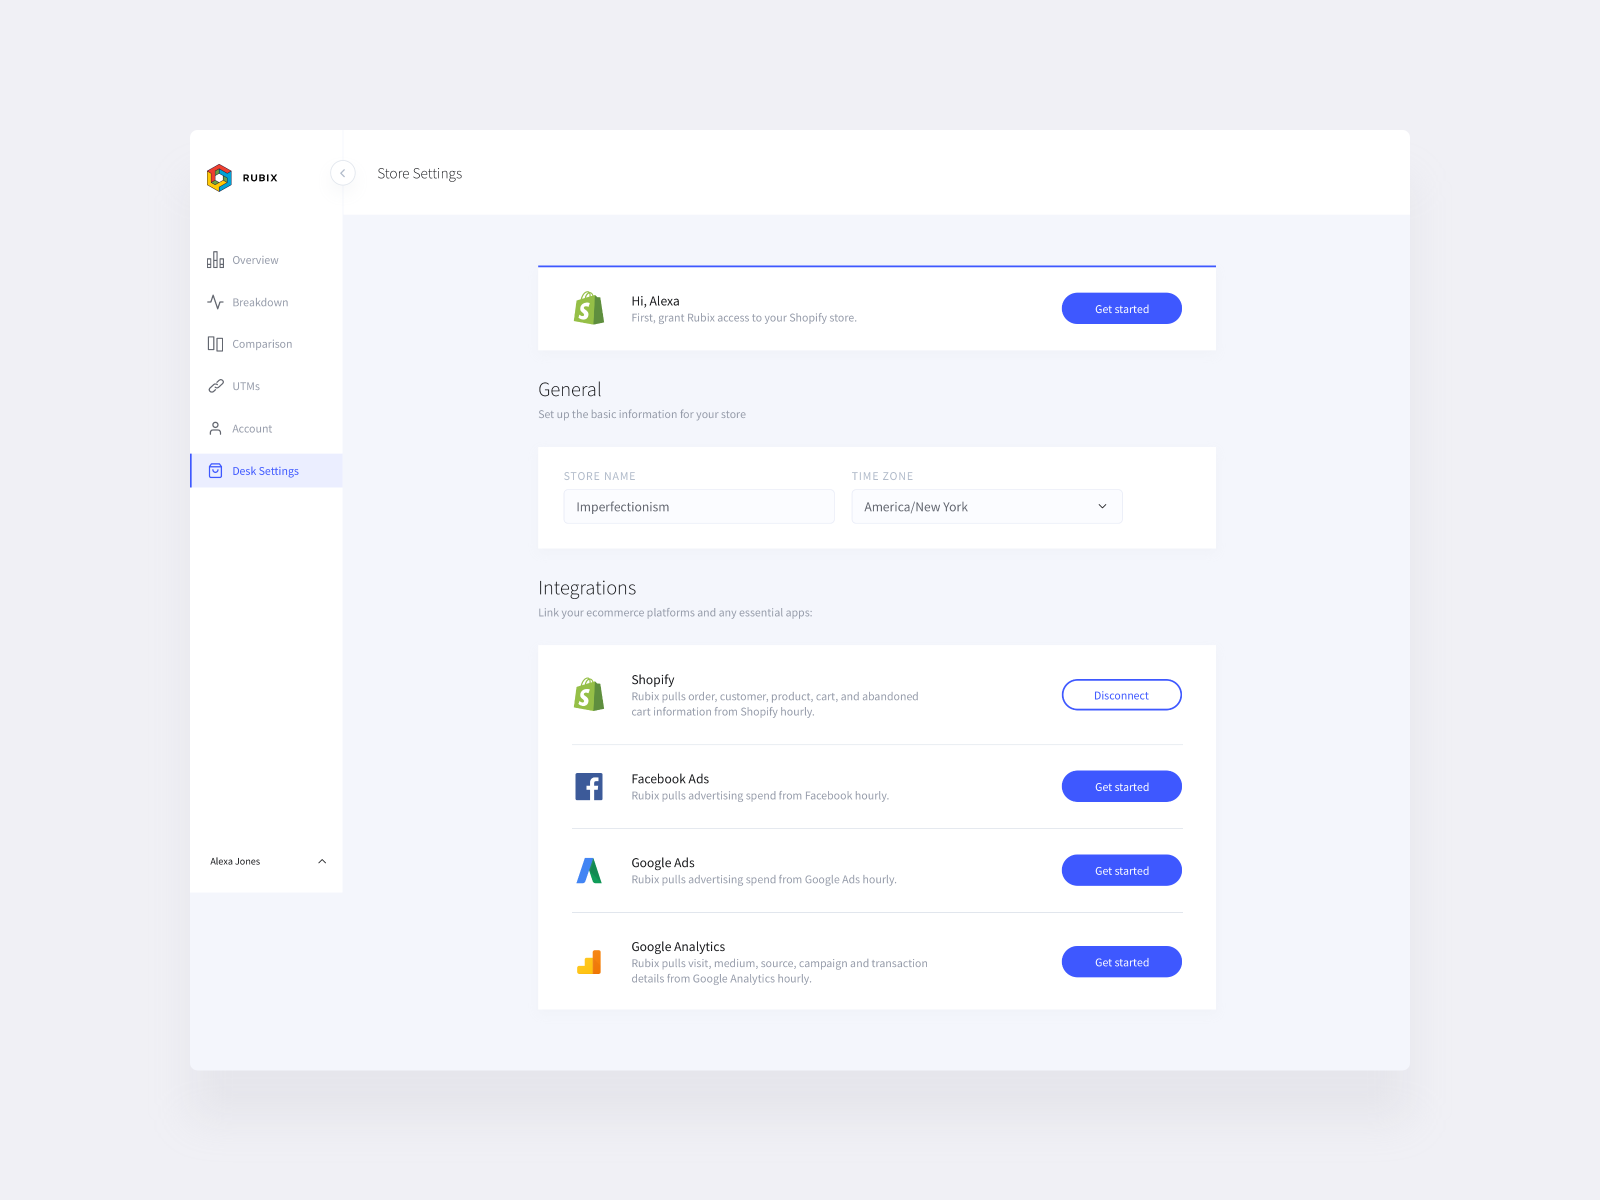 RUBIX
Store Settings
Overview
Breakdown
Comparison
UTMs
Account
Desk Settings
Alexa Jones
Hi, Alexa
First, grant Rubix access to your Shopify store.
Get started
General
Set up the basic information for your store
STORE NAME
Imperfectionism
TIME ZONE
America/New York
Integrations
Link your ecommerce platforms and any essential apps:
Shopify
Rubix pulls order, customer, product, cart, and abandoned
cart information from Shopify hourly.
Disconnect
Facebook Ads
Rubix pulls advertising spend from Facebook hourly.
Get started
Google Ads
Rubix pulls advertising spend from Google Ads hourly.
Get started
Google Analytics
Rubix pulls visit, medium, source, campaign and transaction
details from Google Analytics hourly.
Get started